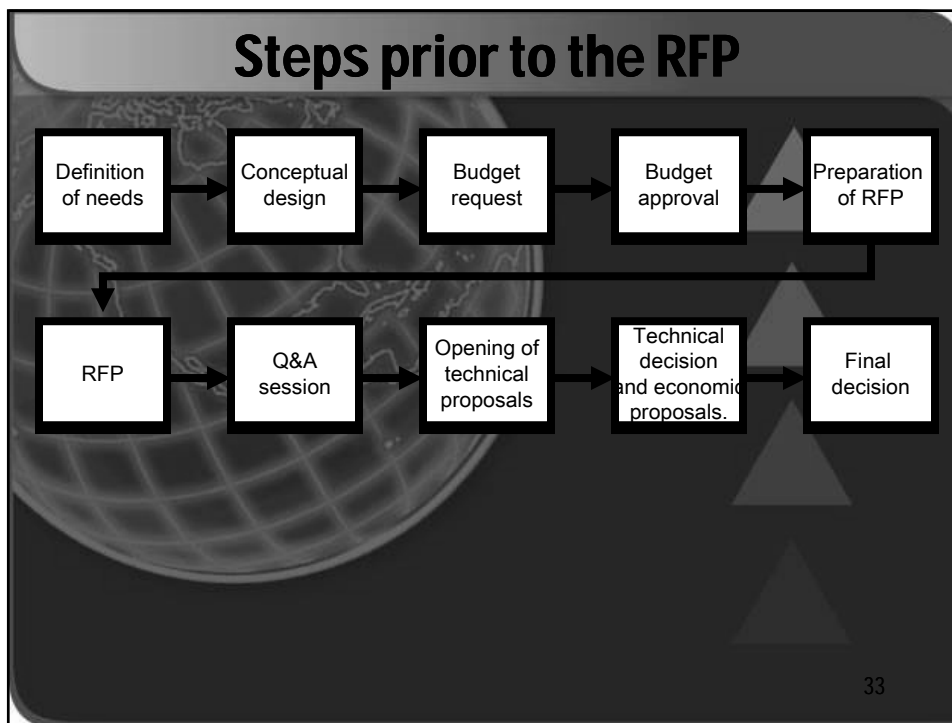 Steps prior to the RFP
Definition
of needs
Conceptual
design
Budget
request
Budget
approval
Preparation
of RFP
RFP
Q&A
session
Opening of
technical
proposals
Technical
decision
and economic
proposals.
Final
decision
33